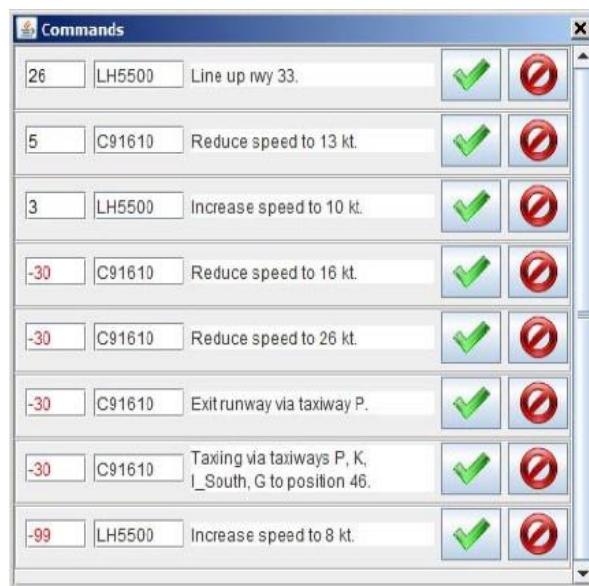 Commands
26 LH5500 Line up rwy 33.
5 C91610 Reduce speed to 13 kt.
3 LH5500 Increase speed to 10 kt.
-30 C91610 Reduce speed to 16 kt.
-30 C91610 Reduce speed to 26 kt.
-30 C91610 Exit runway via taxiway P.
-30 C91610 Taxiing via taxiways P, K,
I_South, G to position 46.
-99 LH5500 Increase speed to 8 kt.